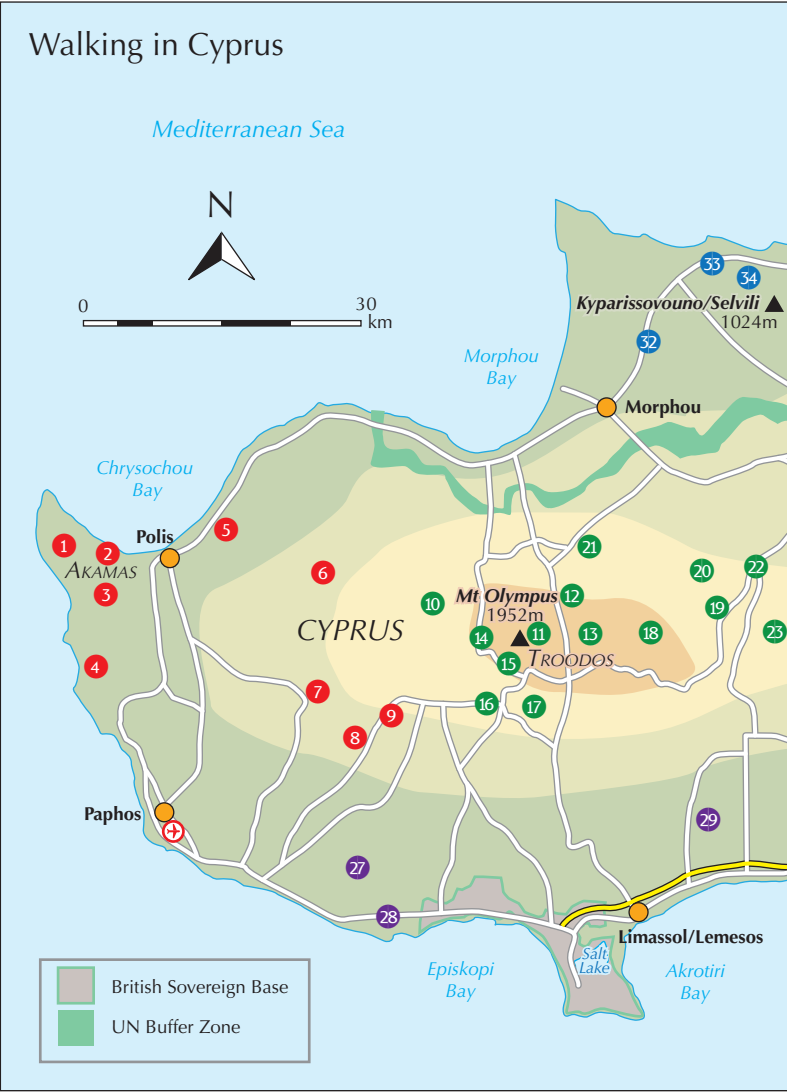 Walking in Cyprus
Mediterranean Sea
N
0
30
km
33
34
Kyparissovouno/Selvili
1024m
32
Morphou
Bay
Morphou
Chrysochou
Bay
Polis
5
1
2
AKAMAS
3
6
21
20
22
Mt Olympus
1952m
12
10
19
CYPRUS
14
11
13
18
23
4
15
TROODOS
7
16
17
9
8
Paphos
29
27
28
Limassol/Lemesos
Salt
Lake
Episkopi
Bay
Akrotiri
Bay
British Sovereign Base
UN Buffer Zone